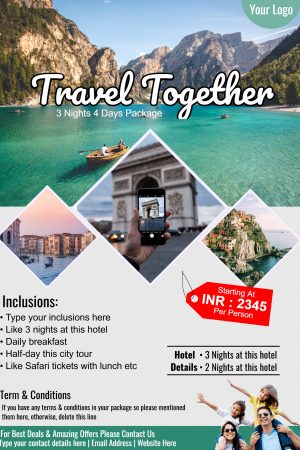 Your Logo
Travel Together
3 Nights 4 Days Package
Starting At
INR : 2345
Per Person
Inclusions:
• Type your inclusions here
• Like 3 nights at this hotel
• Daily breakfast
• Half-day this city tour
• Like Safari tickets with lunch etc
Hotel • 3 Nights at this hotel
Details • 2 Nights at this hotel
Term & Conditions
If you have any terms & conditions in your package so please mentioned
them here, otherwise, delete this line
For Best Deals & Amazing Offers Please Contact Us
Type your contact details here | Email Address | Website Here